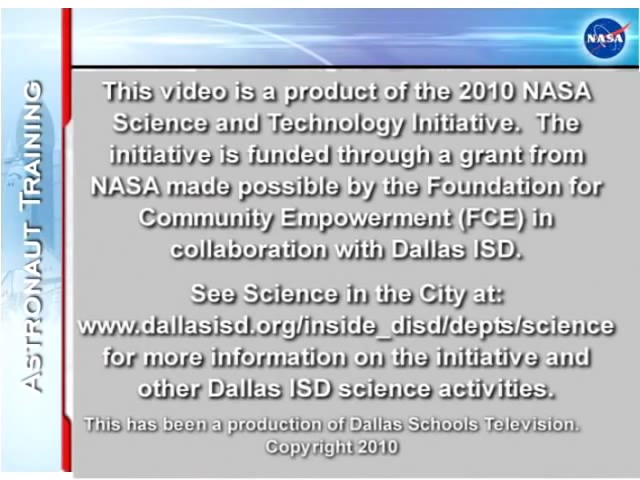 NASA
ASTRONAUT TRAINING
This video is a product of the 2010 NASA
Science and Technology Initiative. The
initiative is funded through a grant from
NASA made possible by the Foundation for
Community Empowerment (FCE) in
collaboration with Dallas ISD.
See Science in the City at:
www.dallasisd.org/inside_disd/depts/science
for more information on the initiative and
other Dallas ISD science activities.
This has been a production of Dallas Schools Television.
Copyright 2010